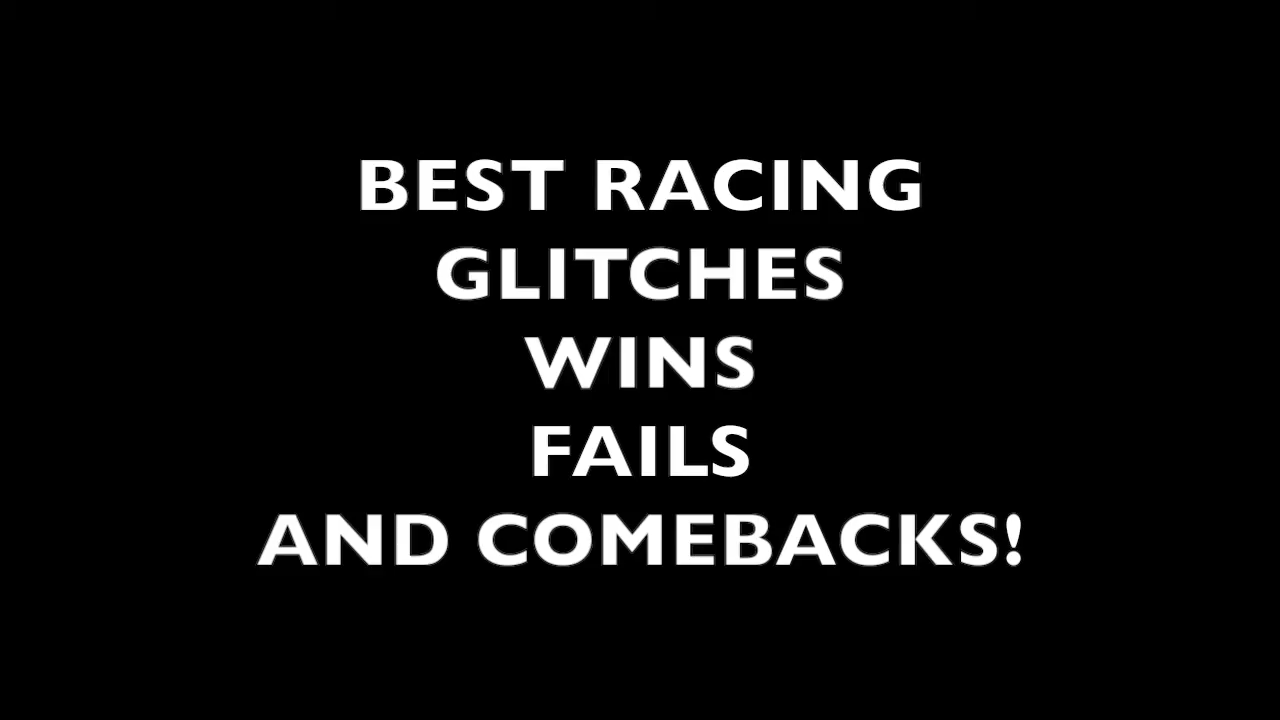 BEST RACING
GLITCHES
WINS
FAILS
AND COMEBACKS!